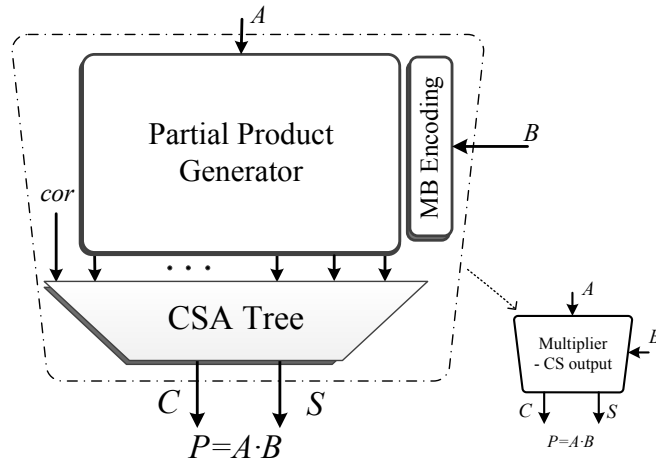 A
Partial Product
Generator
MB Encoding
B
cor
. . .
CSA Tree
C
S
P=A·B
A
Multiplier
- CS output
B
C
S
P=A·B